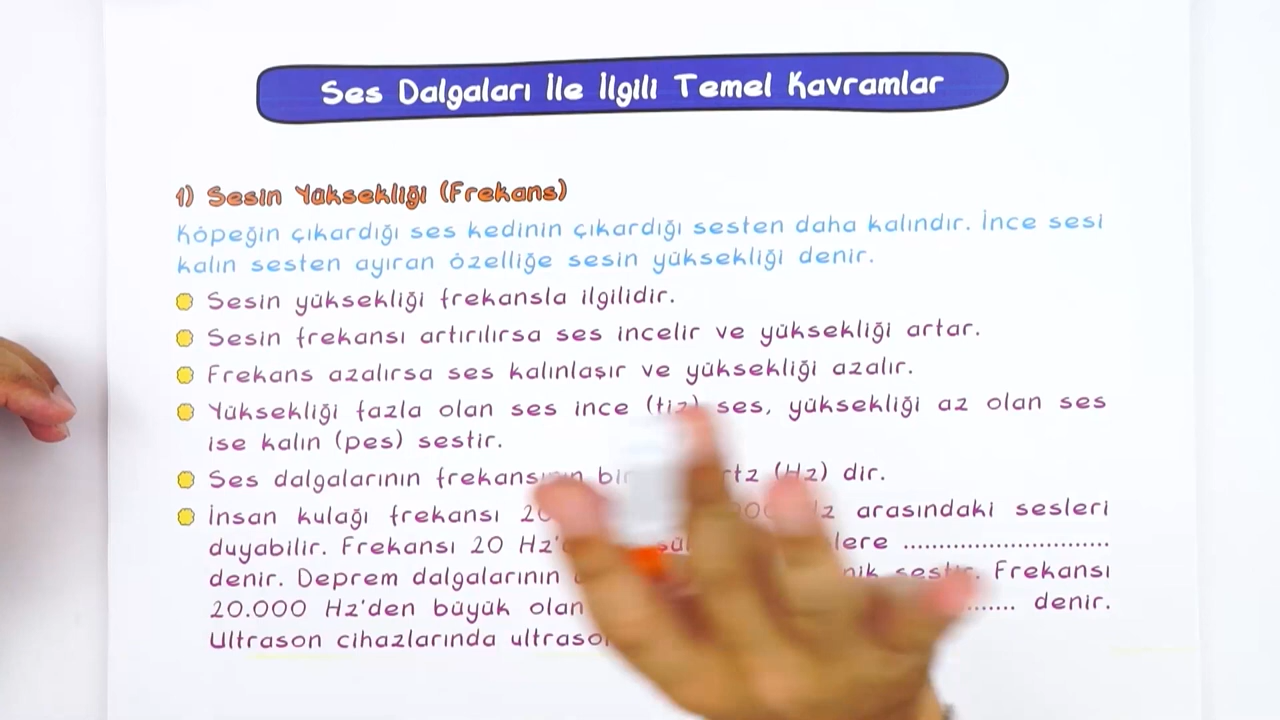 Ses Dalgaları İle İlgili Temel Kavramlar
1) Sesin Yüksekliği (Frekans)
Köpeğin çıkardığı ses kedinin çıkardığı sesten daha kalındır. İnce sesi
kalın sesten ayıran özelliğe sesin yüksekliği denir.
Sesin yüksekliği frekansla ilgilidir.
Sesin frekansı artırılırsa ses incelir ve yüksekliği artar.
Frekans azalırsa ses kalınlaşır ve yüksekliği azalır.
Yüksekliği fazla olan ses ince (tiz) ses, yüksekliği az olan ses
ise kalın (pes) sestir.
Ses dalgalarının (Hz) dir.
İnsan kulağı frekansı arasındaki sesleri
duyabilir. Frekansı 20 ............................
denir. Deprem dalgalarının sestir. Frekansı
20.000 Hz'den büyük olan ...... denir.
Ultrason cihazlarında